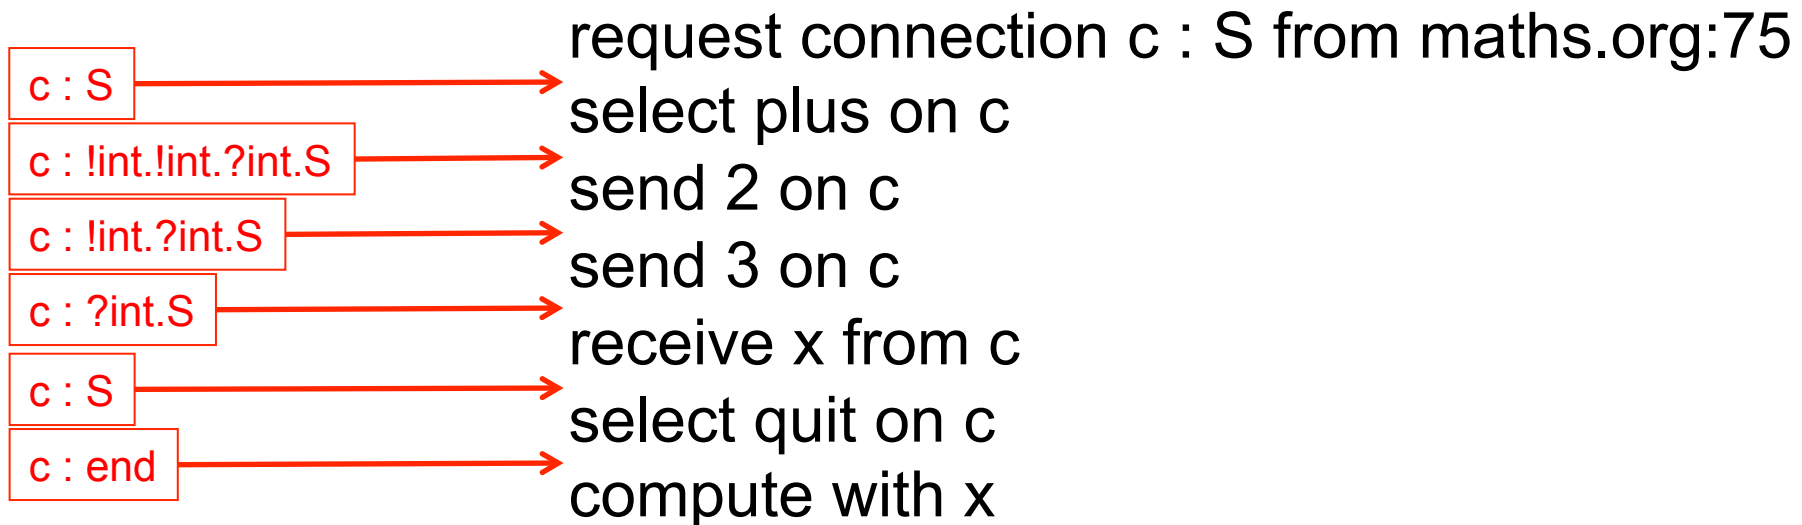 request connection c : S from maths.org:75
c : S
select plus on c
c : !int.!int.?int.S
send 2 on c
c : !int.?int.S
send 3 on c
c : ?int.S
receive x from c
c : S
select quit on c
c : end
compute with x